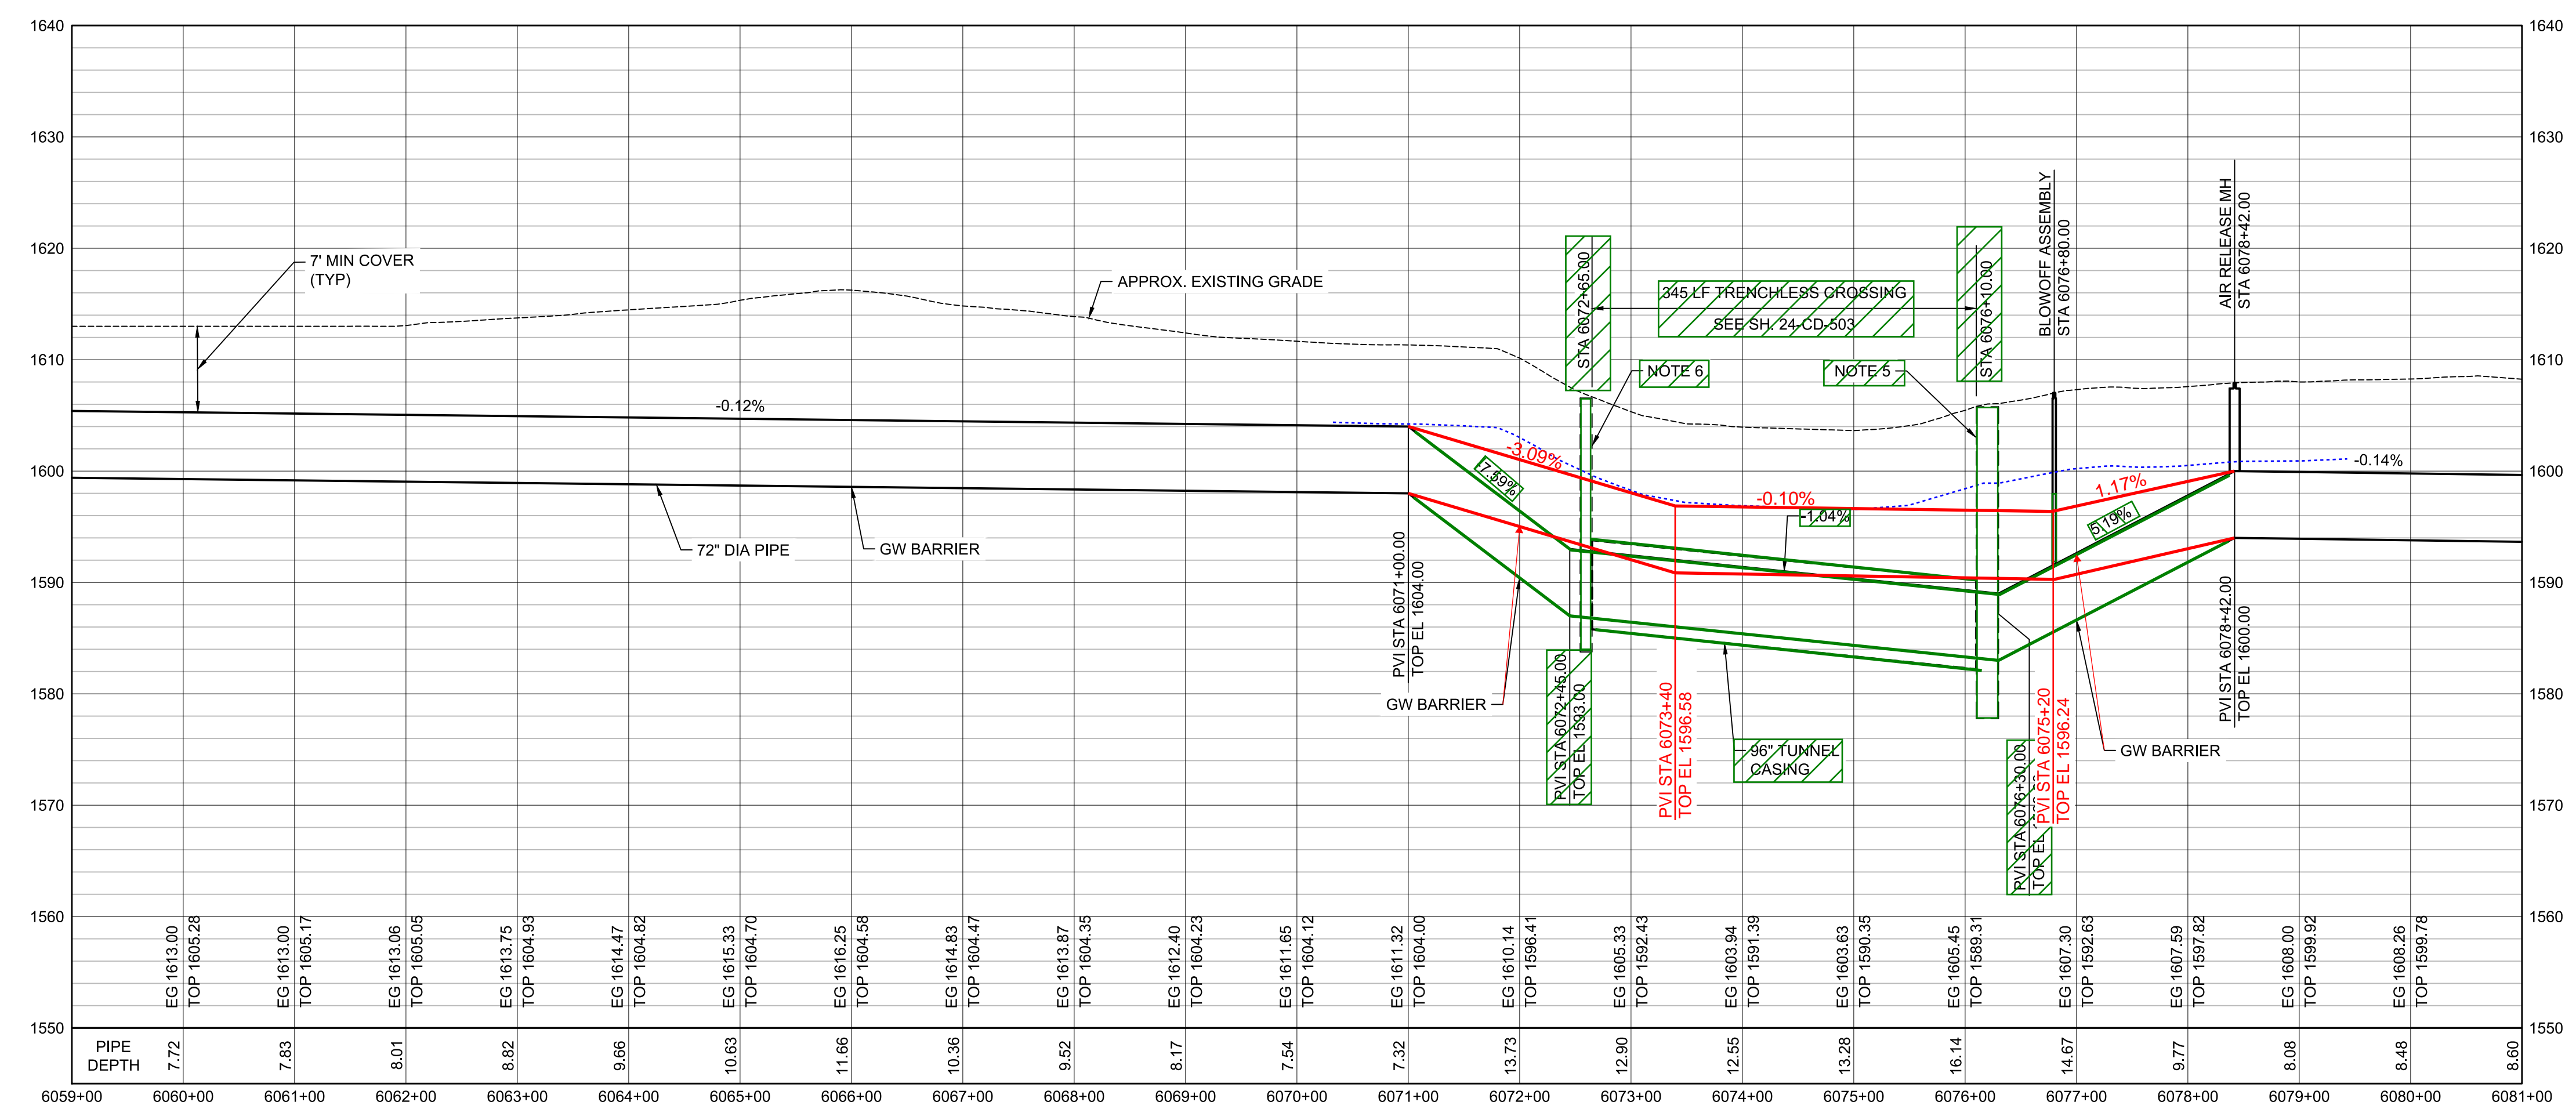 1640
1640
1630
1630
1620
1620
1610
1610
1600
1600
1590
1590
1580
1580
1570
1570
1560
1560
1550
1550
7' MIN COVER
(TYP)
APPROX. EXISTING GRADE
-0.12%
72" DIA PIPE
GW BARRIER
STA 6072+65.00
345 LF TRENCHLESS CROSSING
SEE SH. 24-CD-503
STA 6076+10.00
NOTE 6
NOTE 5
BLOWOFF ASSEMBLY
STA 6076+80.00
AIR RELEASE MH
STA 6078+42.00
-3.09%
-7.59%
-0.10%
-1.04%
1.17%
5.19%
-0.14%
PVI STA 6071+00.00
TOP EL 1604.00
GW BARRIER
PVI STA 6072+45.00
TOP EL 1593.00
PVI STA 6073+40
TOP EL 1596.58
96" TUNNEL
CASING
PVI STA 6076+30.00
TOP EL
PVI STA 6075+20
TOP EL 1596.24
GW BARRIER
PVI STA 6078+42.00
TOP EL 1600.00
EG 1613.00
TOP 1605.28
EG 1613.00
TOP 1605.17
EG 1613.06
TOP 1605.05
EG 1613.75
TOP 1604.93
EG 1614.47
TOP 1604.82
EG 1615.33
TOP 1604.70
EG 1616.25
TOP 1604.58
EG 1614.83
TOP 1604.47
EG 1613.87
TOP 1604.35
EG 1612.40
TOP 1604.23
EG 1611.65
TOP 1604.12
EG 1611.32
TOP 1604.00
EG 1610.14
TOP 1596.41
EG 1605.33
TOP 1592.43
EG 1603.94
TOP 1591.39
EG 1603.63
TOP 1590.35
EG 1605.45
TOP 1589.31
EG 1607.30
TOP 1592.63
EG 1607.59
TOP 1597.82
EG 1608.00
TOP 1599.92
EG 1608.26
TOP 1599.78
PIPE
DEPTH
7.72
7.83
8.01
8.82
9.66
10.63
11.66
10.36
9.52
8.17
7.54
7.32
13.73
12.90
12.55
13.28
16.14
14.67
9.77
8.08
8.48
8.60
6059+00
6060+00
6061+00
6062+00
6063+00
6064+00
6065+00
6066+00
6067+00
6068+00
6069+00
6070+00
6071+00
6072+00
6073+00
6074+00
6075+00
6076+00
6077+00
6078+00
6079+00
6080+00
6081+00